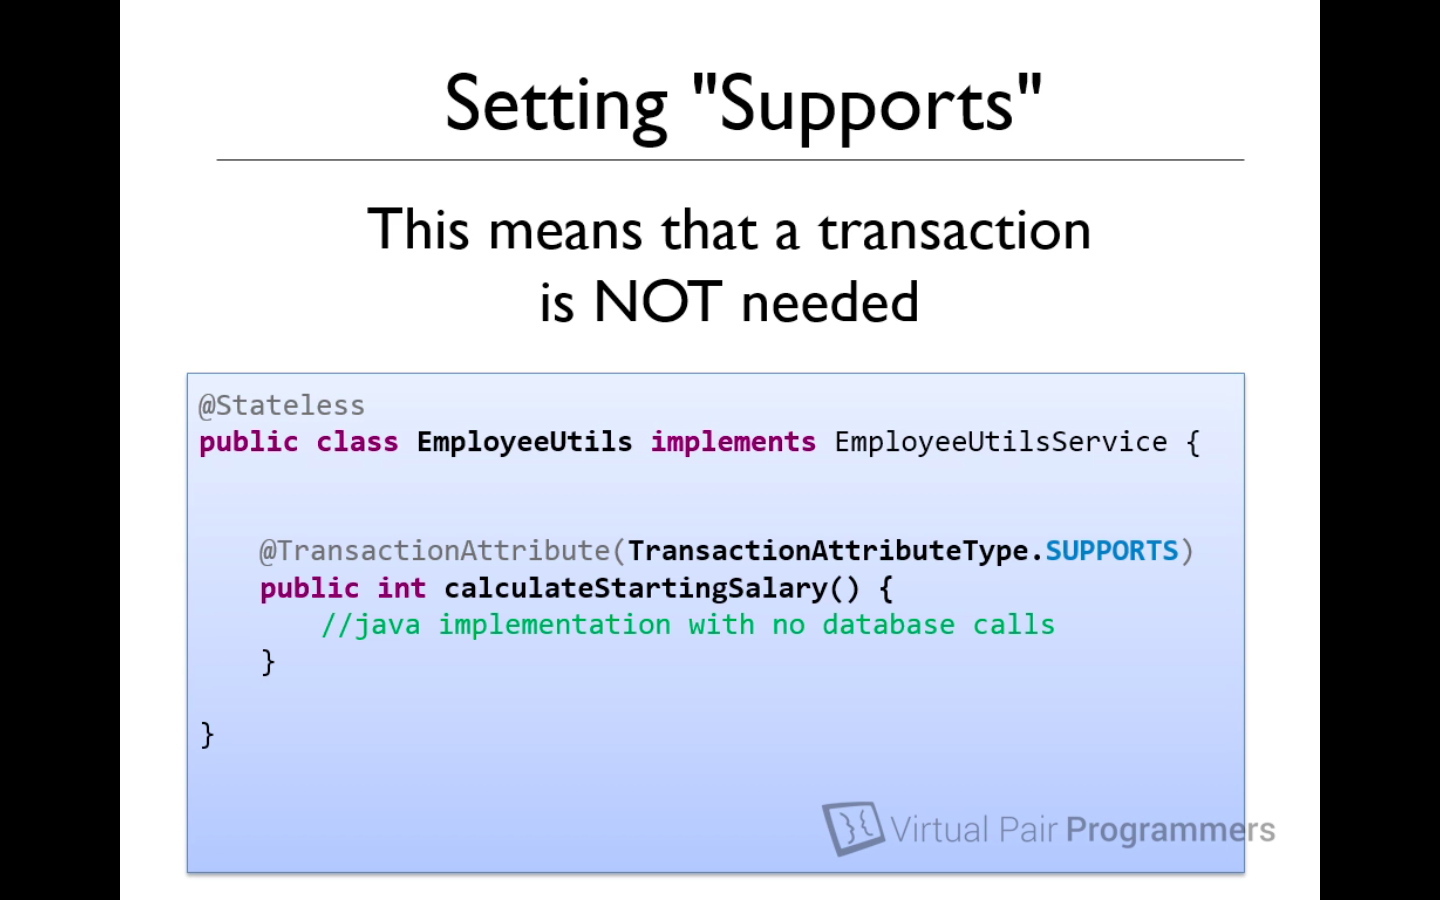 Setting "Supports"
This means that a transaction
is NOT needed
@Stateless
public class EmployeeUtils implements EmployeeUtilsService {
@TransactionAttribute(TransactionAttributeType.SUPPORTS)
public int calculateStartingSalary() {
//java implementation with no database calls
}
}
Virtual Pair Programmers